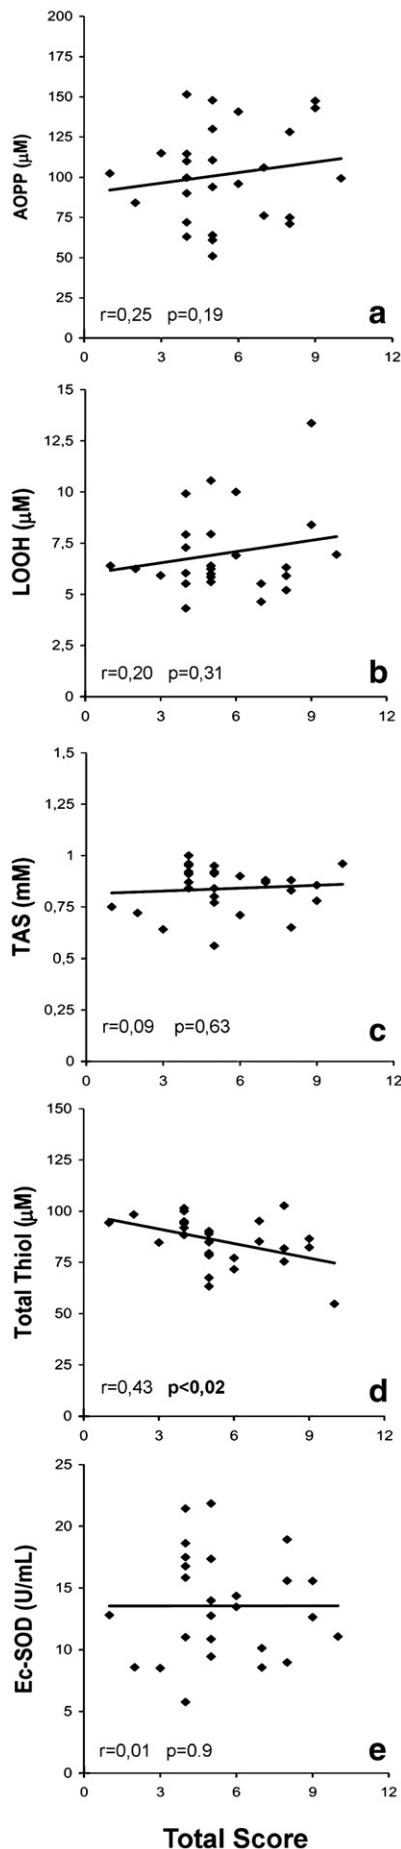 200
175
150
125
100
75
50
25
0
AOPP (µM)
r=0,25 p=0,19
a
0 3 6 9 12
15
12,5
10
7,5
5
2,5
0
LOOH (µM)
r=0,20 p=0,31
b
0 3 6 9 12
1,5
1,25
1
0,75
0,5
0,25
0
TAS (mM)
r=0,09 p=0,63
c
0 3 6 9 12
150
125
100
75
50
25
0
Total Thiol (µM)
r=0,43 p<0,02
d
0 3 6 9 12
25
20
15
10
5
0
Ec-SOD (U/mL)
r=0,01 p=0.9
e
0 3 6 9 12
Total Score